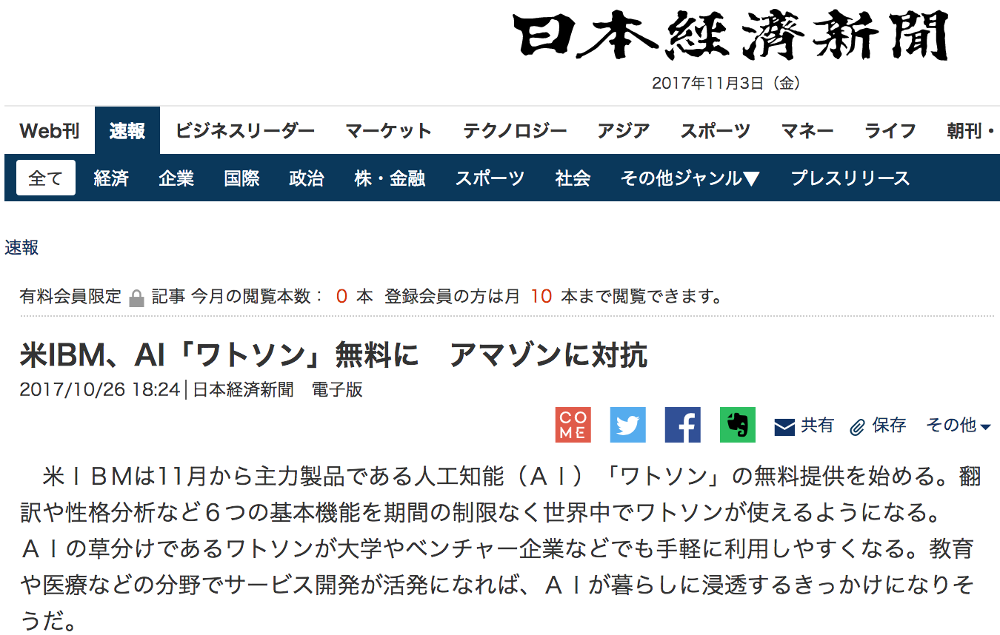 日本経済新聞
2017年11月3日（金）
Web刊 速報 ビジネスリーダー マーケット テクノロジー アジア スポーツ マネー ライフ 朝刊・
全て 経済 企業 国際 政治 株・金融 スポーツ 社会 その他ジャンル▼ プレスリリース
速報
有料会員限定 記事 今月の閲覧本数： 0 本 登録会員の方は月 10 本まで閲覧できます。
米IBM、AI「ワトソン」無料に　アマゾンに対抗
2017/10/26 18:24│日本経済新聞　電子版
COME 共有 保存 その他
　米ＩＢＭは11月から主力製品である人工知能（ＡＩ）「ワトソン」の無料提供を始める。翻
訳や性格分析など６つの基本機能を期間の制限なく世界中でワトソンが使えるようになる。
ＡＩの草分けであるワトソンが大学やベンチャー企業などでも手軽に利用しやすくなる。教育
や医療などの分野でサービス開発が活発になれば、ＡＩが暮らしに浸透するきっかけになりそ
うだ。